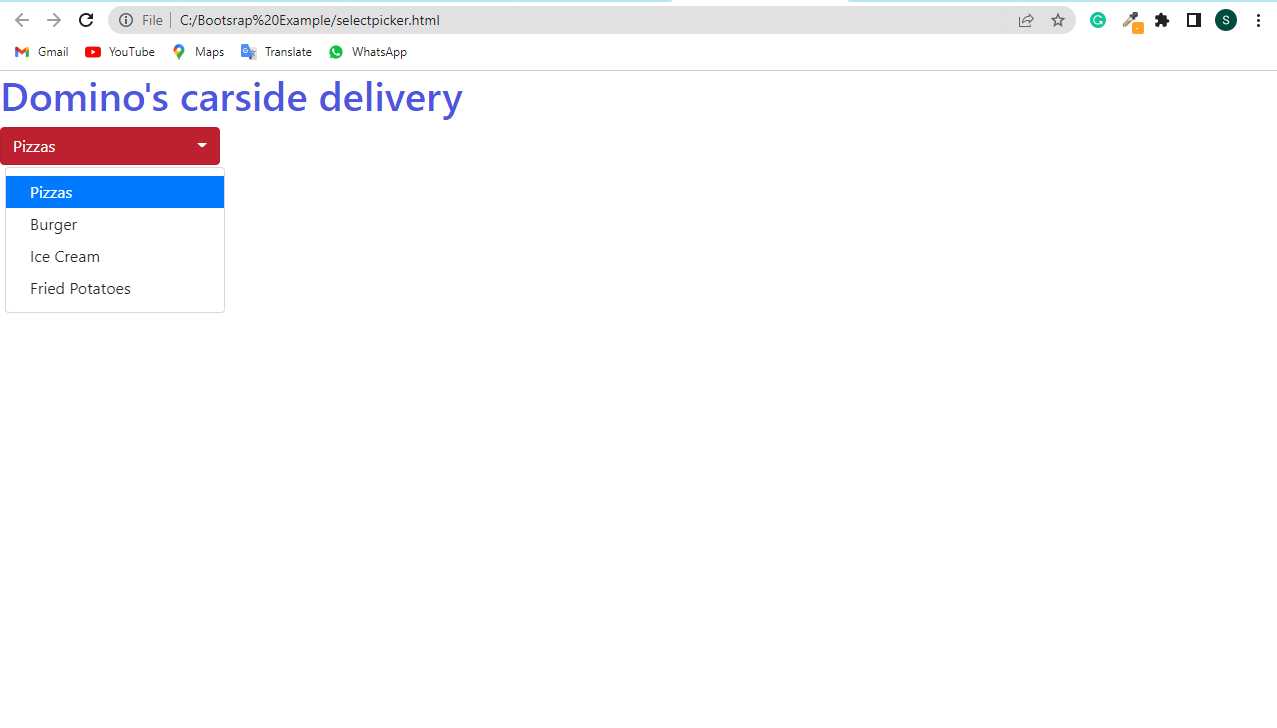 File C:/Bootsrap%20Example/selectpicker.html S
Gmail YouTube Maps Translate WhatsApp
Domino's carside delivery
Pizzas
Pizzas
Burger
Ice Cream
Fried Potatoes